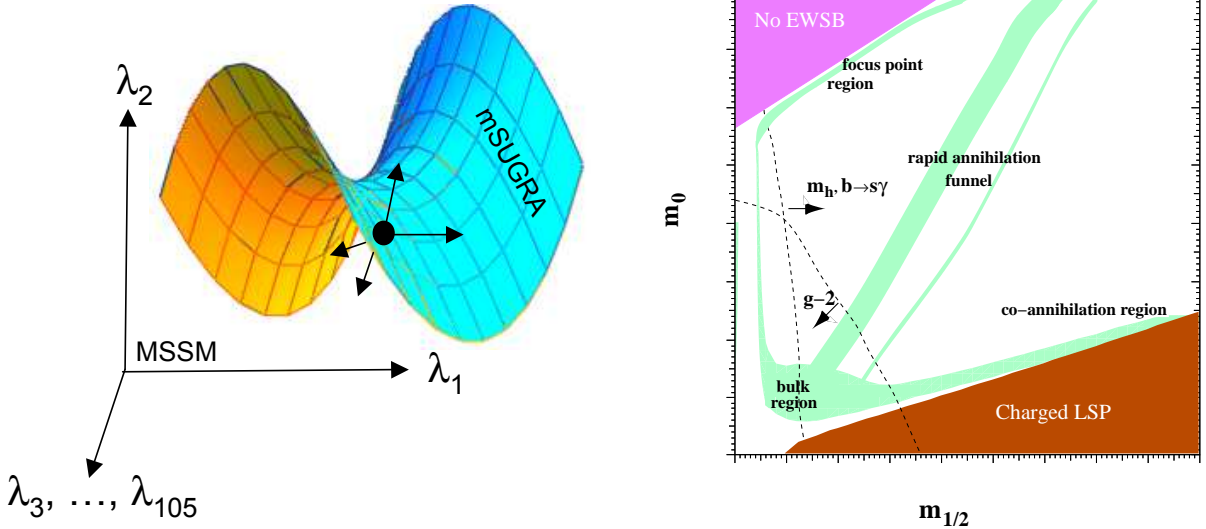 λ₂
mSUGRA
MSSM
λ₁
λ₃, …, λ₁₀₅
No EWSB
focus point
region
rapid annihilation
funnel
mₕ, b→sγ
m₀
g−2
co−annihilation region
bulk
region
Charged LSP
m₁/₂